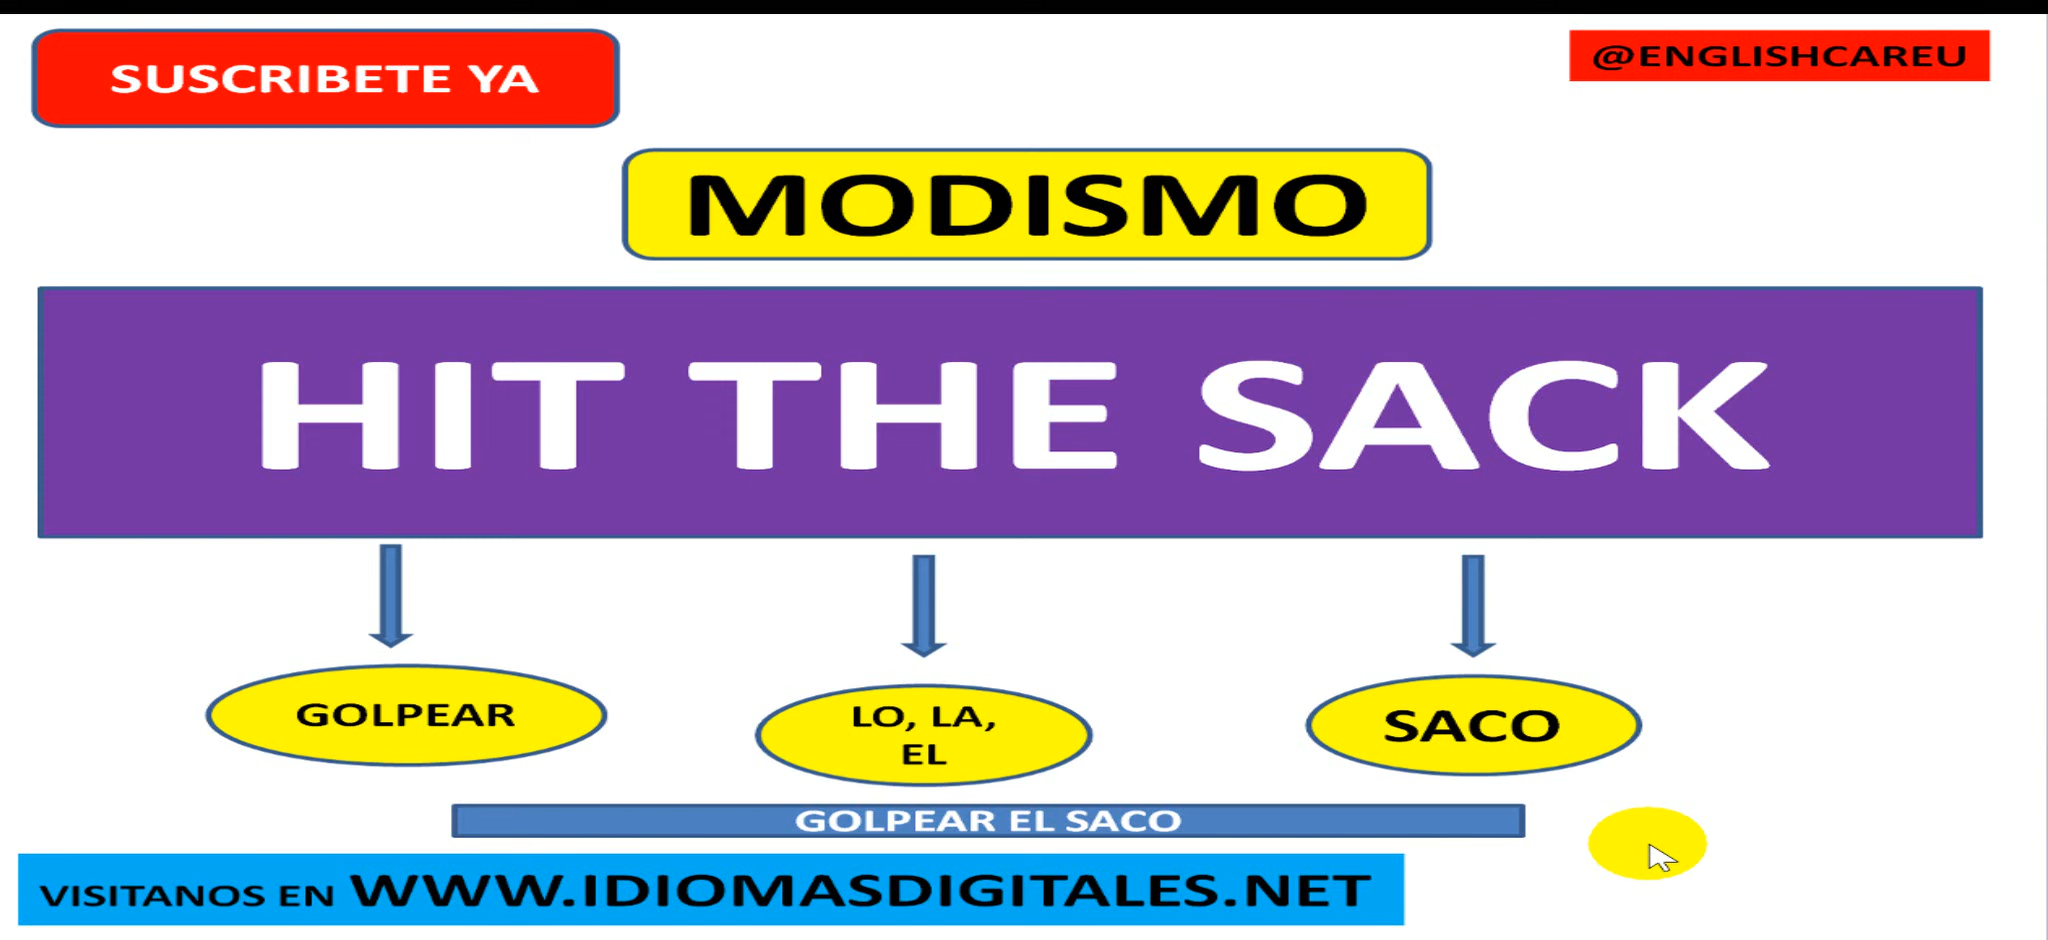 SUSCRIBETE YA
@ENGLISHCAREU
MODISMO
HIT THE SACK
GOLPEAR
LO, LA,
EL
SACO
GOLPEAR EL SACO
VISITANOS EN WWW.IDIOMASDIGITALES.NET